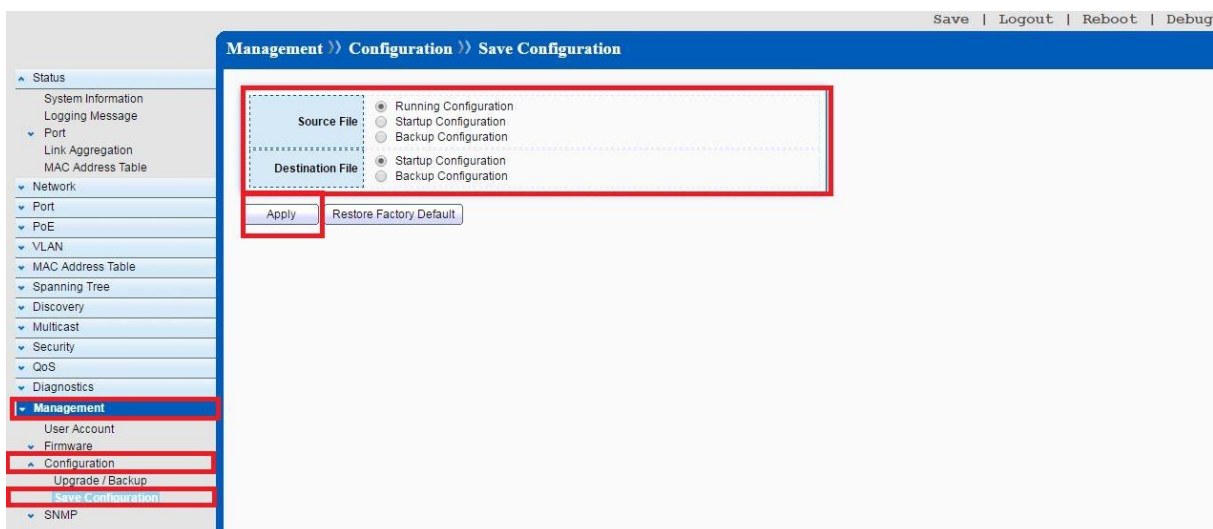 Save | Logout | Reboot | Debug
Management 》 Configuration 》 Save Configuration
Status
System Information
Logging Message
Port
Link Aggregation
MAC Address Table
Network
Port
PoE
VLAN
MAC Address Table
Spanning Tree
Discovery
Multicast
Security
QoS
Diagnostics
Management
User Account
Firmware
Configuration
Upgrade / Backup
Save Configuration
SNMP
Source File
Running Configuration
Startup Configuration
Backup Configuration
Destination File
Startup Configuration
Backup Configuration
Apply
Restore Factory Default